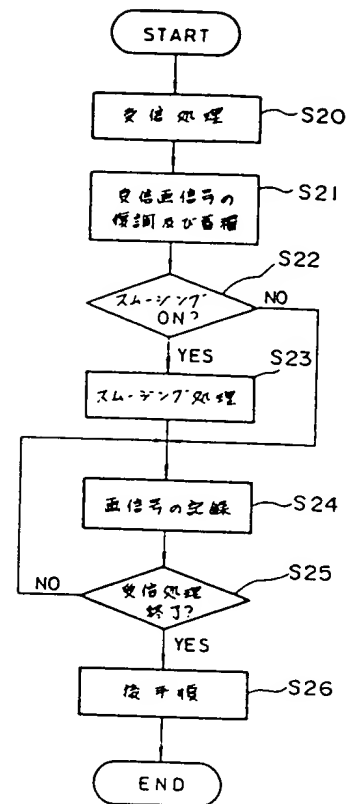 START
受信処理
S20
受信画信号の
復調及び蓄積
S21
スムージング
ON?
S22
NO
YES
スムージング処理
S23
画信号の記録
S24
受信処理
終了?
S25
NO
YES
後手順
S26
END